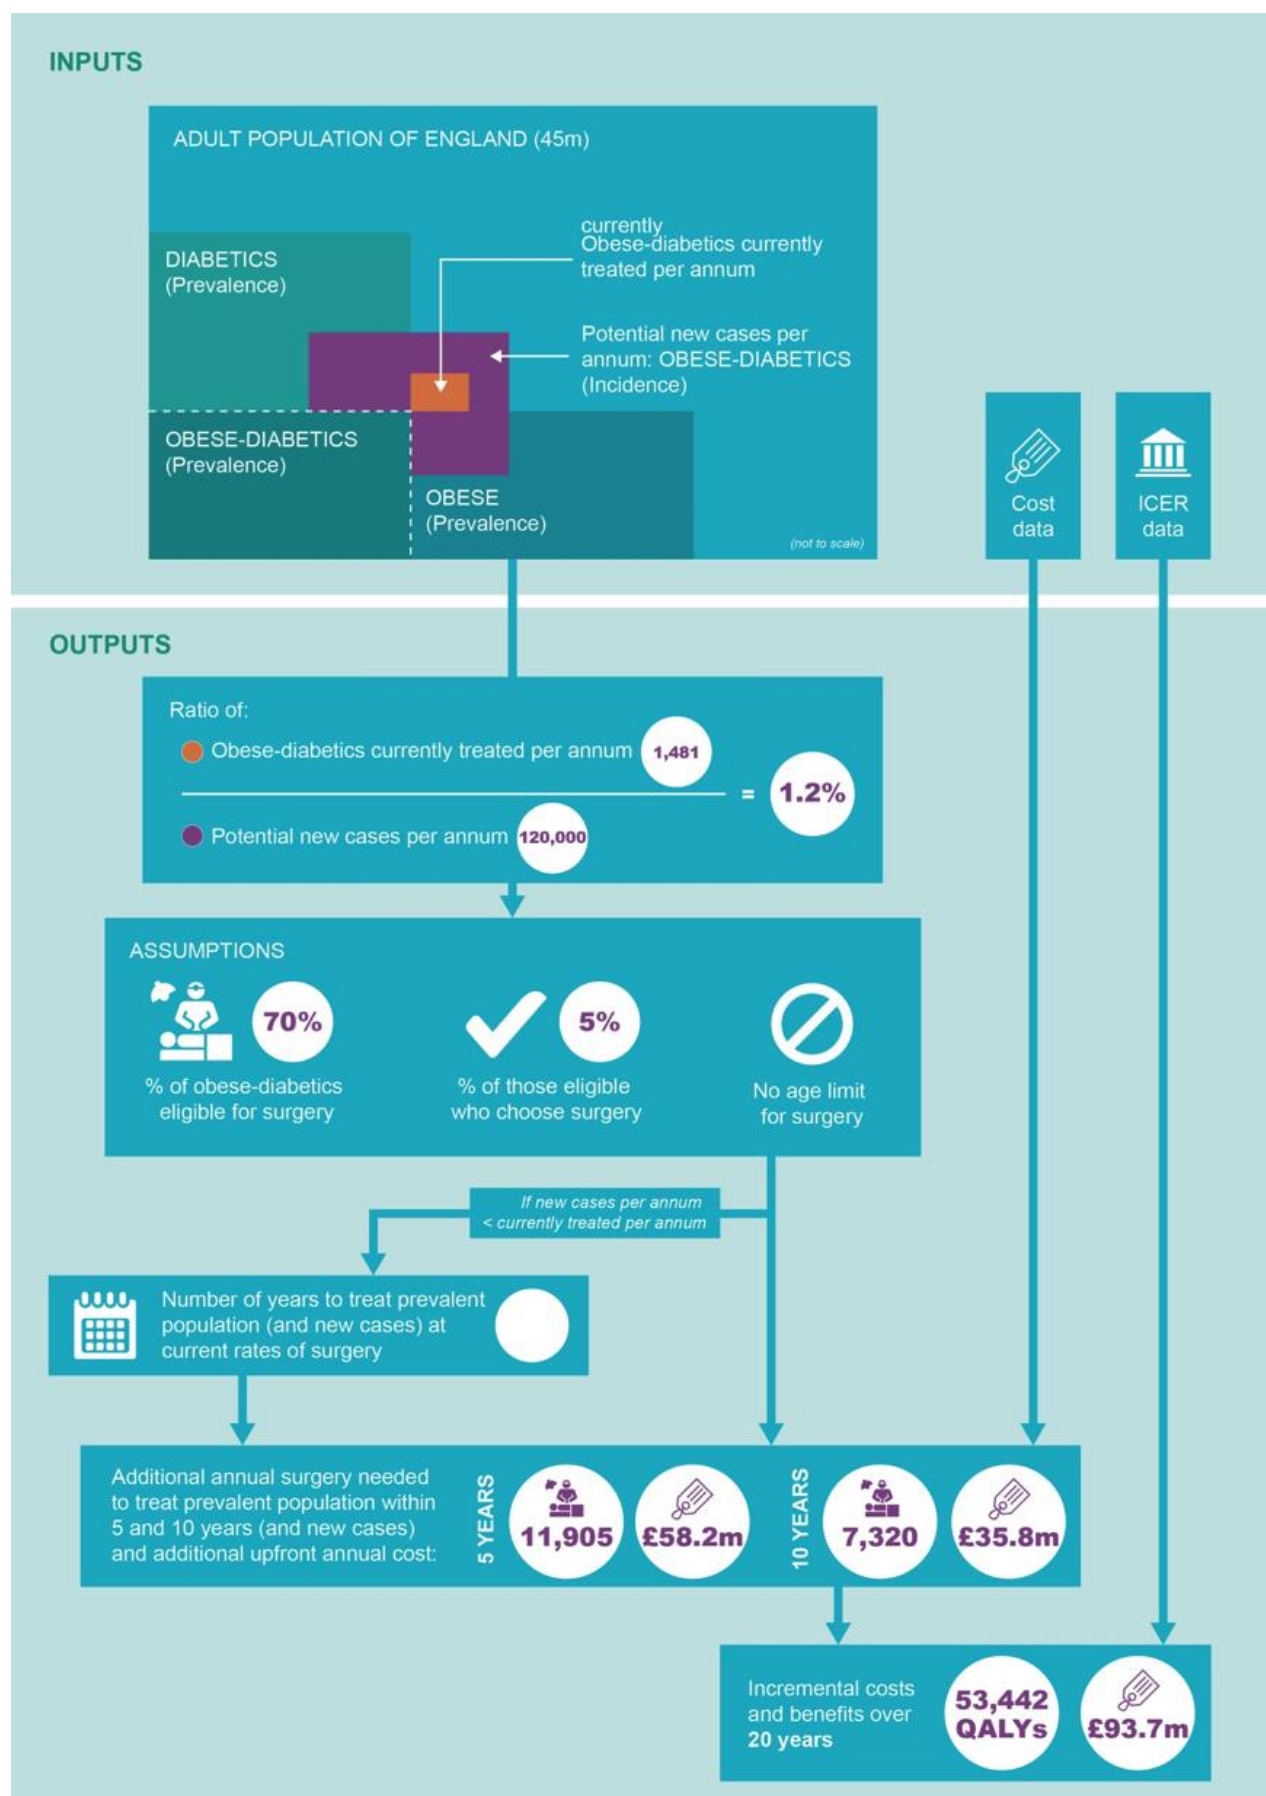 INPUTS
ADULT POPULATION OF ENGLAND (45m)
currently
Obese-diabetics currently
treated per annum
DIABETICS
(Prevalence)
Potential new cases per
annum: OBESE-DIABETICS
(Incidence)
OBESE-DIABETICS
(Prevalence)
OBESE
(Prevalence)
(not to scale)
Cost
data
ICER
data
OUTPUTS
Ratio of:
Obese-diabetics currently treated per annum 1,481
= 1.2%
Potential new cases per annum 120,000
ASSUMPTIONS
70%
% of obese-diabetics
eligible for surgery
5%
% of those eligible
who choose surgery
No age limit
for surgery
If new cases per annum
< currently treated per annum
Number of years to treat prevalent
population (and new cases) at
current rates of surgery
Additional annual surgery needed
to treat prevalent population within
5 and 10 years (and new cases)
and additional upfront annual cost:
5 YEARS
11,905
£58.2m
10 YEARS
7,320
£35.8m
Incremental costs
and benefits over
20 years
53,442
QALYs
£93.7m